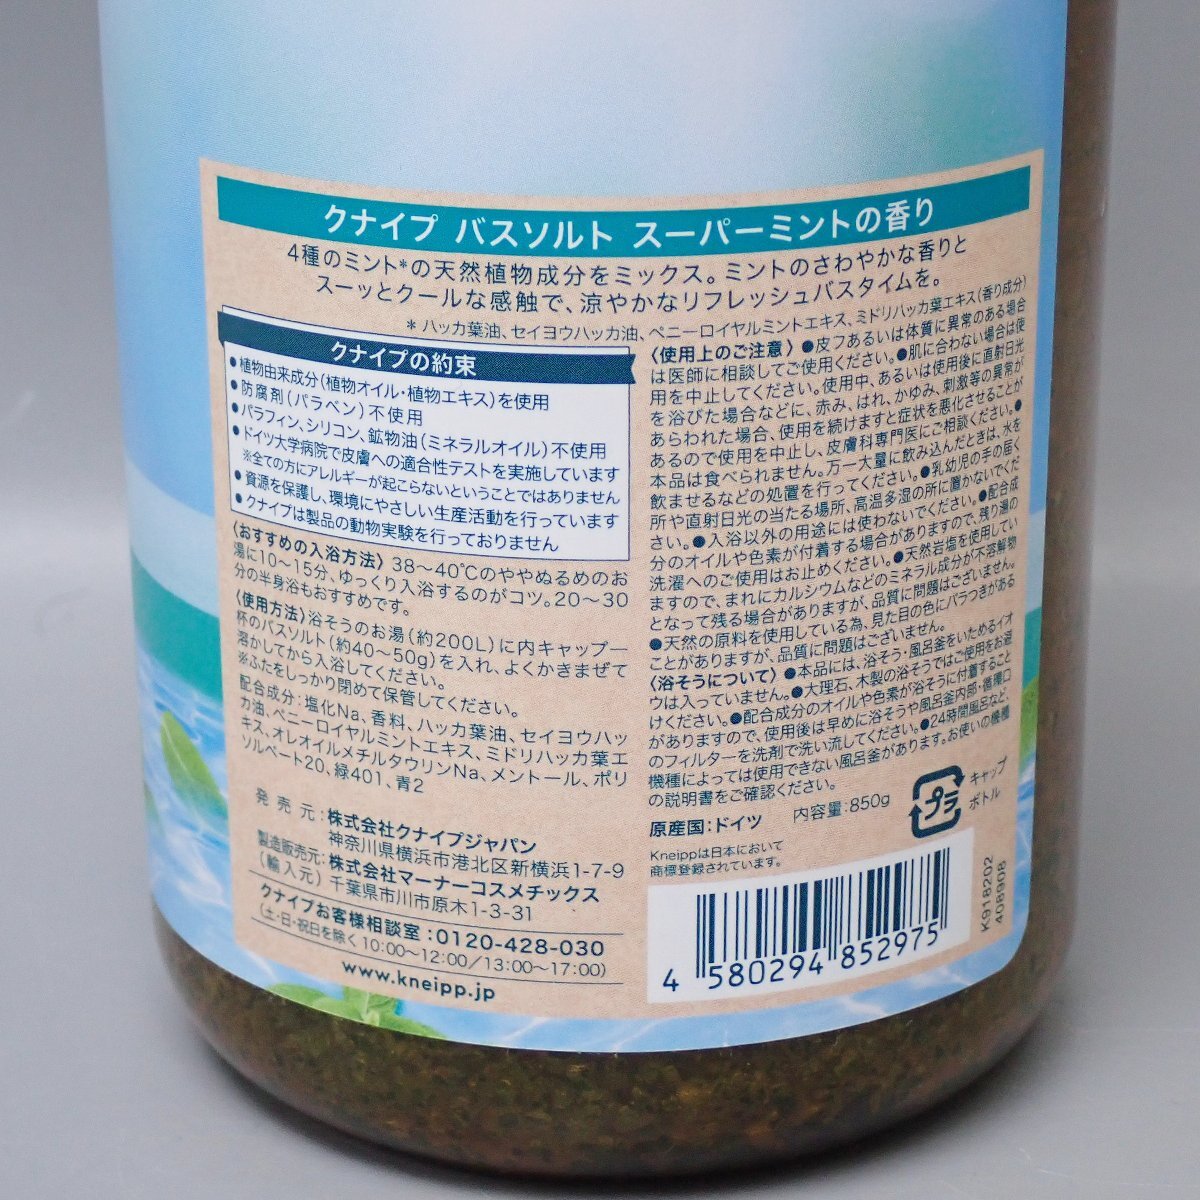 クナイプ バスソルト スーパーミントの香り
4種のミント*の天然植物成分をミックス。ミントのさわやかな香りと
スーッとクールな感触で、涼やかなリフレッシュバスタイムを。
* ハッカ葉油、セイヨウハッカ油、ペニーロイヤルミントエキス、ミドリハッカ葉エキス(香り成分)
クナイプの約束
●植物由来成分(植物オイル・植物エキス)を使用
●防腐剤(パラベン)不使用
●パラフィン、シリコン、鉱物油(ミネラルオイル)不使用
●ドイツ大学病院で皮膚への適合性テストを実施しています
※全ての方にアレルギーが起こらないということではありません
●資源を保護し、環境にやさしい生産活動を行っています
●クナイプは製品の動物実験を行っておりません
〈おすすめの入浴方法〉38〜40℃のややぬるめのお
湯に10〜15分、ゆっくり入浴するのがコツ。20〜30
分の半身浴もおすすめです。
〈使用方法〉浴そうのお湯(約200L)に内キャップ一
杯のバスソルト(約40〜50g)を入れ、よくかきまぜて
溶かしてから入浴してください。
※ふたをしっかり閉めて保管してください。
配合成分:塩化Na、香料、ハッカ葉油、セイヨウハッ
カ油、ペニーロイヤルミントエキス、ミドリハッカ葉エ
キス、オレオイルメチルタウリンNa、メントール、ポリ
ソルベート20、緑401、青2
発売元:株式会社クナイプジャパン
神奈川県横浜市港北区新横浜1-7-9
製造販売元:株式会社マーナーコスメチックス
(輸入元) 千葉県市川市原木1-3-31
クナイプお客様相談室:0120-428-030
(土・日・祝日を除く 10:00〜12:00/13:00〜17:00)
www.kneipp.jp
〈使用上のご注意〉●皮フあるいは体質に異常のある場合
は医師に相談してご使用ください。●肌に合わない場合は使
用を中止してください。使用中、あるいは使用後に直射日光
を浴びた場合などに、赤み、はれ、かゆみ、刺激等の異常が
あらわれた場合、使用を続けますと症状を悪化させることが
あるので使用を中止し、皮膚科専門医にご相談ください。●
本品は食べられません。万一大量に飲み込んだときは、水を
飲ませるなどの処置を行ってください。●乳幼児の手の届く
所や直射日光の当たる場所、高温多湿の所に置かないでくだ
さい。●入浴以外の用途には使わないでください。●配合成
分のオイルや色素が付着する場合がありますので、残り湯の
洗濯へのご使用はお止めください。●天然岩塩を使用してい
ますので、まれにカルシウムなどのミネラル成分が不溶解物
となって残る場合がありますが、品質に問題はございません。
●天然の原料を使用している為、見た目の色にバラつきがある
ことがありますが、品質に問題はございません。
〈浴そうについて〉●本品には、浴そう・風呂釜をいためるイオ
ウは入っていません。●大理石、木製の浴そうではご使用をお避
けください。●配合成分のオイルや色素が浴そうに付着すること
がありますので、使用後は早めに浴そうや風呂釜内部・循環口
のフィルターを洗剤で洗い流してください。●24時間風呂など、
機種によっては使用できない風呂釜があります。お使いの機種
の説明書をご確認ください。
原産国:ドイツ 内容量:850g
プラ
キャップ
ボトル
Kneippは日本において
商標登録されています。
4 580294 852975
K918202
408908